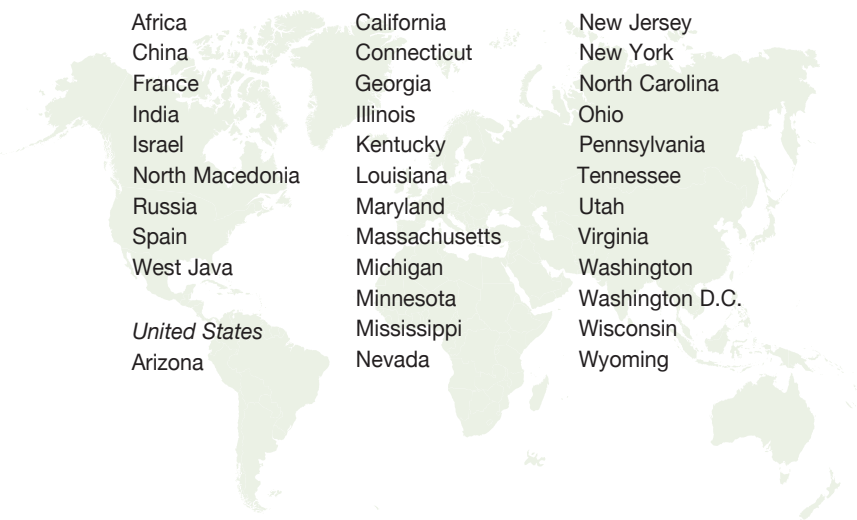 Africa
China
France
India
Israel
North Macedonia
Russia
Spain
West Java
United States
Arizona
California
Connecticut
Georgia
Illinois
Kentucky
Louisiana
Maryland
Massachusetts
Michigan
Minnesota
Mississippi
Nevada
New Jersey
New York
North Carolina
Ohio
Pennsylvania
Tennessee
Utah
Virginia
Washington
Washington D.C.
Wisconsin
Wyoming